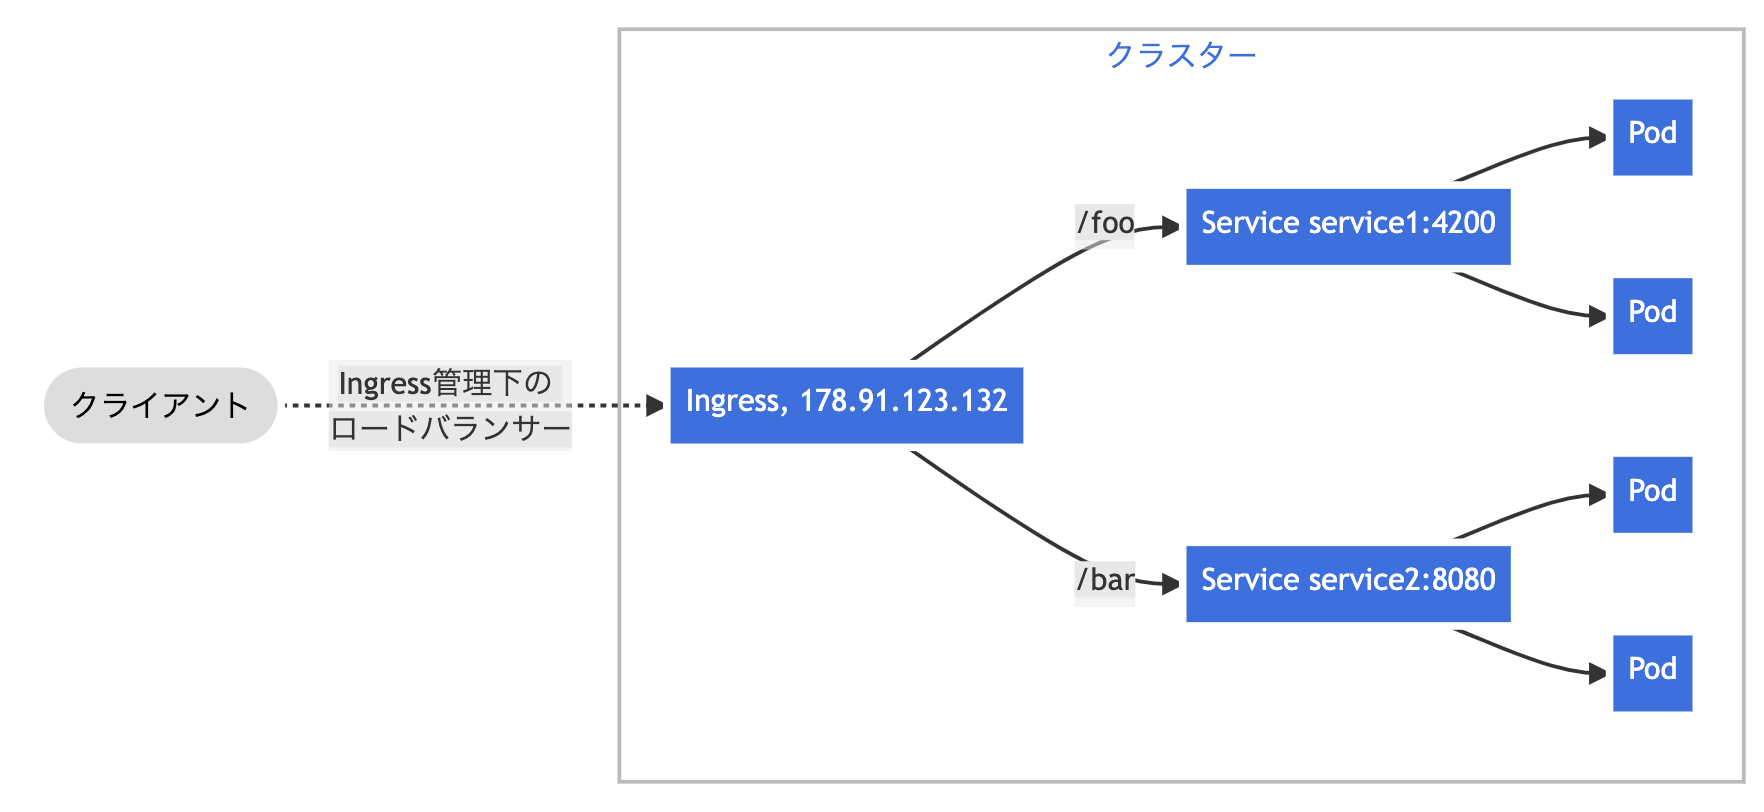 クラスター
クライアント
Ingress管理下の
ロードバランサー
Ingress, 178.91.123.132
/foo
Service service1:4200
Pod
Pod
/bar
Service service2:8080
Pod
Pod